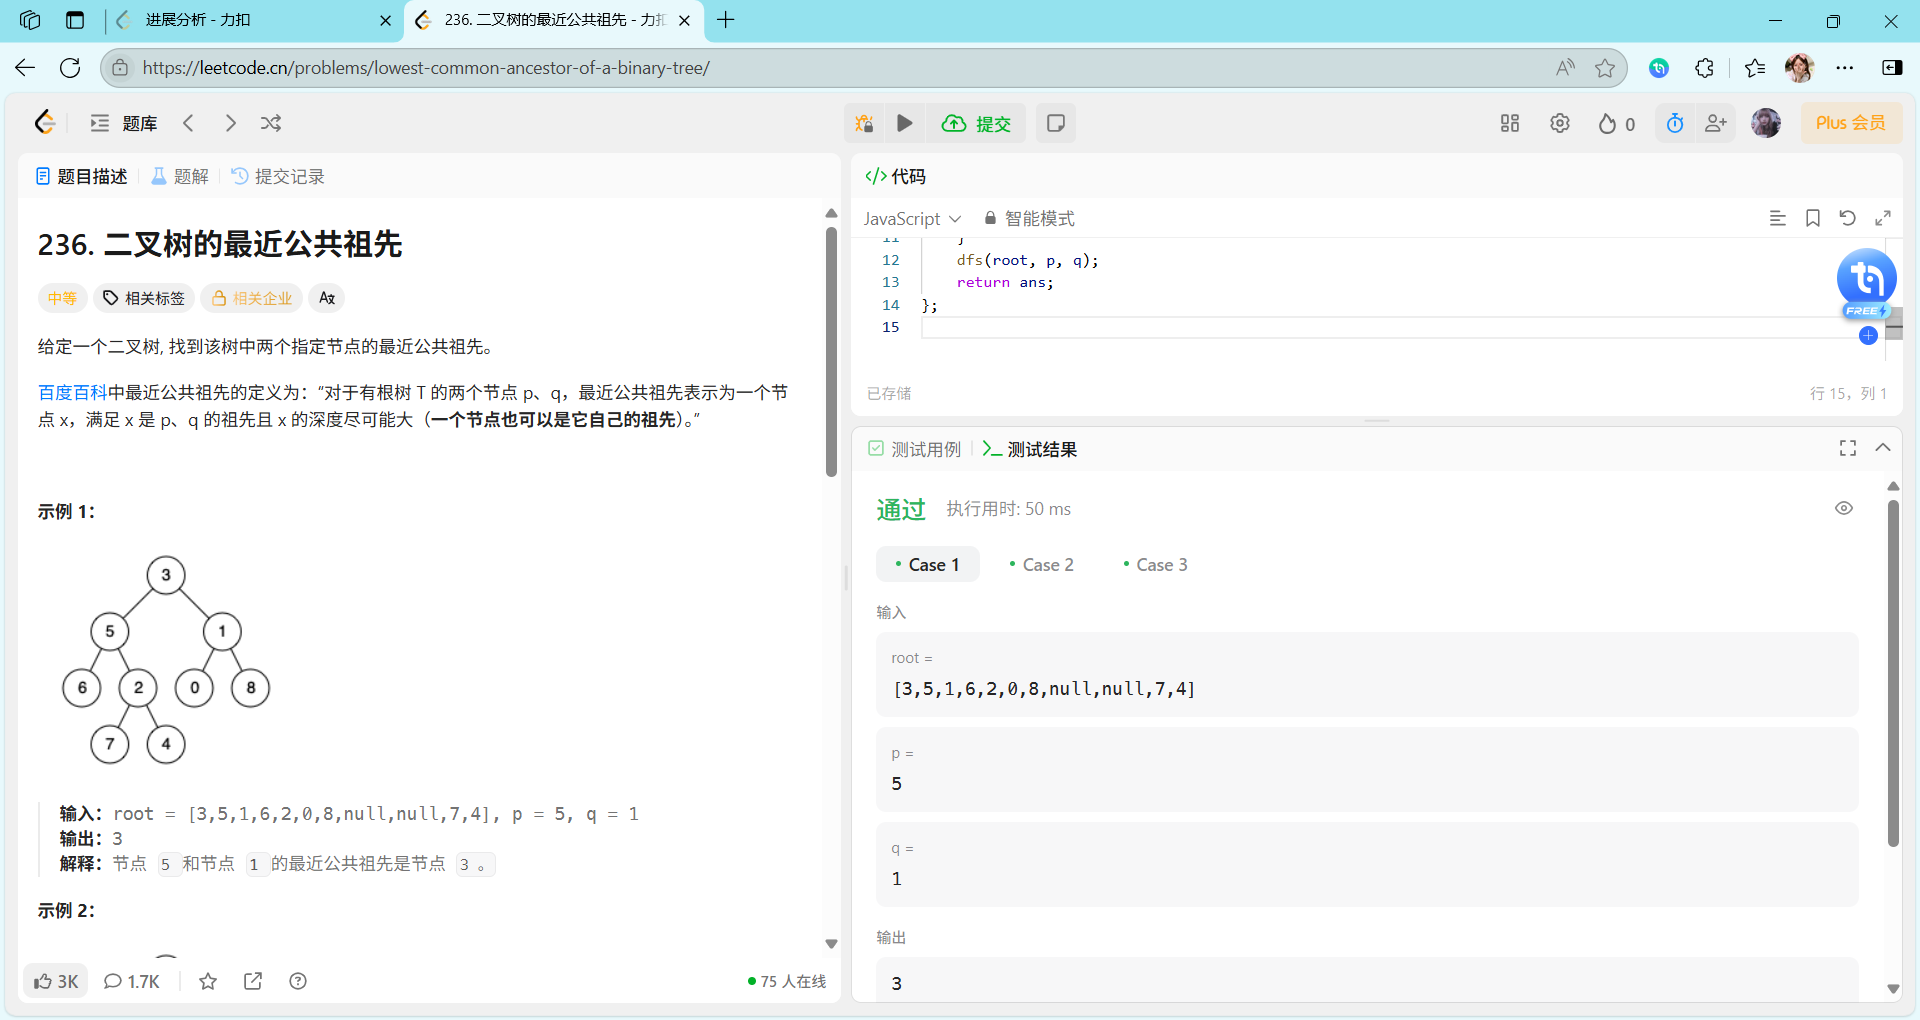 进展分析 - 力扣
236. 二叉树的最近公共祖先 - 力扣
https://leetcode.cn/problems/lowest-common-ancestor-of-a-binary-tree/
题库
提交
0
Plus 会员
题目描述
题解
提交记录
236. 二叉树的最近公共祖先
中等
相关标签
相关企业
给定一个二叉树, 找到该树中两个指定节点的最近公共祖先。
百度百科中最近公共祖先的定义为：“对于有根树 T 的两个节点 p、q，最近公共祖先表示为一个节
点 x，满足 x 是 p、q 的祖先且 x 的深度尽可能大（一个节点也可以是它自己的祖先）。”
示例 1：
3
5 1
6 2 0 8
7 4
输入：root = [3,5,1,6,2,0,8,null,null,7,4], p = 5, q = 1
输出：3
解释：节点 5 和节点 1 的最近公共祖先是节点 3 。
示例 2：
3K
1.7K
75 人在线
</> 代码
JavaScript
智能模式
11 }
12 dfs(root, p, q);
13 return ans;
14 };
15
FREE
已存储
行 15，列 1
测试用例
测试结果
通过
执行用时: 50 ms
Case 1
Case 2
Case 3
输入
root =
[3,5,1,6,2,0,8,null,null,7,4]
p =
5
q =
1
输出
3